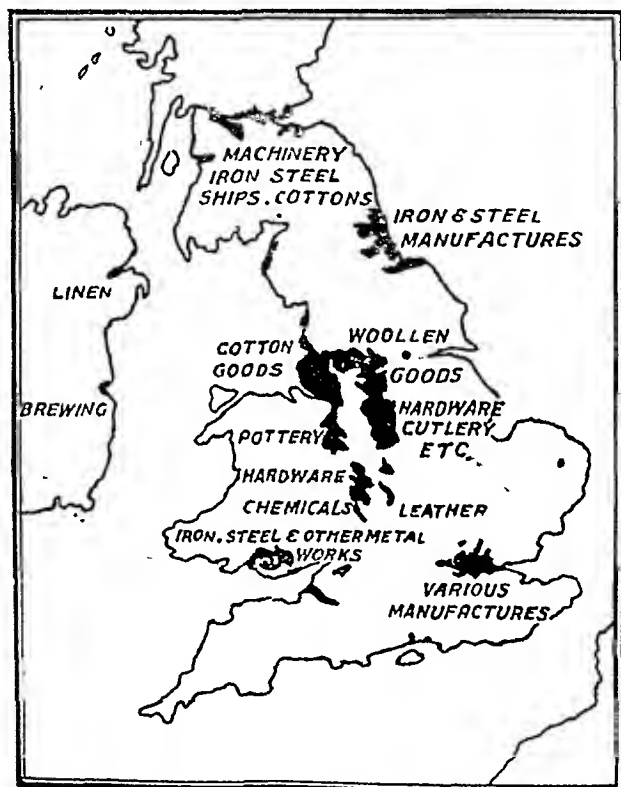 MACHINERY
IRON STEEL
SHIPS. COTTONS
IRON & STEEL
MANUFACTURES
LINEN
COTTON
GOODS
WOOLLEN
GOODS
BREWING
HARDWARE
CUTLERY
ETC.
POTTERY
HARDWARE
CHEMICALS
LEATHER
IRON. STEEL & OTHER METAL
WORKS
VARIOUS
MANUFACTURES